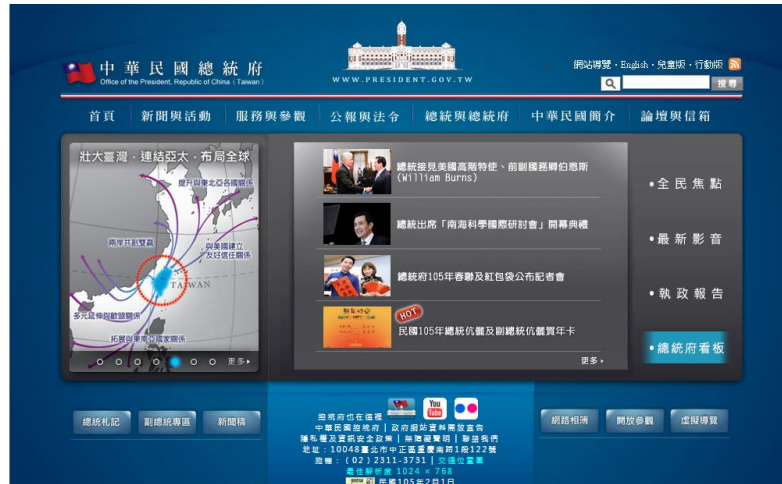 中華民國總統府
Office of the President, Republic of China (Taiwan)
WWW.PRESIDENT.GOV.TW
網站導覽・English・兒童版・行動版
搜尋
首頁 新聞與活動 服務與參觀 公報與法令 總統與總統府 中華民國簡介 論壇與信箱
壯大臺灣・連結亞太・布局全球
提升與東北亞各國關係
兩岸共創雙贏
與美國建立
友好信任關係
TAIWAN
多元延伸與歐盟關係
拓展與東南亞國家關係
更多
總統接見美國高階特使、前副國務卿伯恩斯
(William Burns)
總統出席「南海科學國際研討會」開幕典禮
總統府105年春聯及紅包袋公布記者會
HOT
民國105年總統伉儷及副總統伉儷賀年卡
更多
•全民焦點
•最新影音
•執政報告
•總統府看板
總統札記 副總統專區 新聞稿
總統府也在這裡
You
Tube
中華民國總統府|政府網站資料開放宣告
隱私權及資訊安全政策|無障礙聲明|聯絡我們
地址:10048臺北市中正區重慶南路1段122號
總機:(02)2311-3731|交通位置圖
最佳解析度 1024 × 768
民國105年2月1日
網路相簿 開放參觀 虛擬導覽